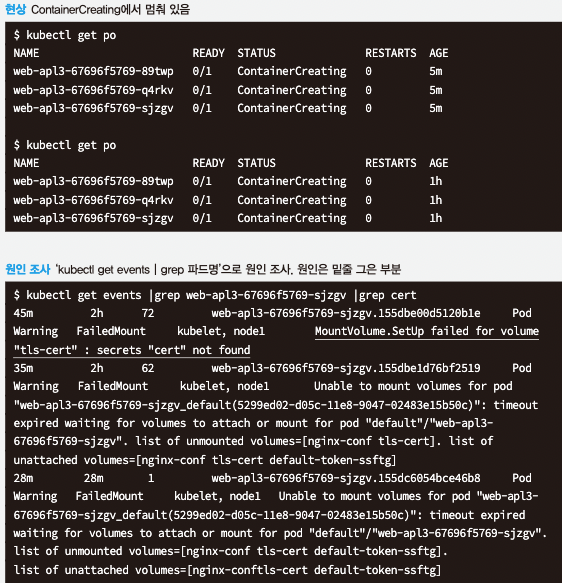 현상 ContainerCreating에서 멈춰 있음
$ kubectl get po
NAME READY STATUS RESTARTS AGE
web-apl3-67696f5769-89twp 0/1 ContainerCreating 0 5m
web-apl3-67696f5769-q4rkv 0/1 ContainerCreating 0 5m
web-apl3-67696f5769-sjzgv 0/1 ContainerCreating 0 5m
$ kubectl get po
NAME READY STATUS RESTARTS AGE
web-apl3-67696f5769-89twp 0/1 ContainerCreating 0 1h
web-apl3-67696f5769-q4rkv 0/1 ContainerCreating 0 1h
web-apl3-67696f5769-sjzgv 0/1 ContainerCreating 0 1h
원인 조사 'kubectl get events | grep 파드명'으로 원인 조사. 원인은 밑줄 그은 부분
$ kubectl get events |grep web-apl3-67696f5769-sjzgv |grep cert
45m 2h 72 web-apl3-67696f5769-sjzgv.155dbe00d5120b1e Pod
Warning FailedMount kubelet, node1 MountVolume.SetUp failed for volume
"tls-cert" : secrets "cert" not found
35m 2h 62 web-apl3-67696f5769-sjzgv.155dbe1d76bf2519 Pod
Warning FailedMount kubelet, node1 Unable to mount volumes for pod
"web-apl3-67696f5769-sjzgv_default(5299ed02-d05c-11e8-9047-02483e15b50c)": timeout
expired waiting for volumes to attach or mount for pod "default"/"web-apl3-
67696f5769-sjzgv". list of unmounted volumes=[nginx-conf tls-cert]. list of
unattached volumes=[nginx-conf tls-cert default-token-ssftg]
28m 28m 1 web-apl3-67696f5769-sjzgv.155dc6054bce46b8 Pod
Warning FailedMount kubelet, node1 Unable to mount volumes for pod "web-apl3-
67696f5769-sjzgv_default(5299ed02-d05c-11e8-9047-02483e15b50c)": timeout expired
waiting for volumes to attach or mount for pod "default"/"web-apl3-67696f5769-sjzgv".
list of unmounted volumes=[nginx-conf tls-cert default-token-ssftg].
list of unattached volumes=[nginx-conftls-cert default-token-ssftg]